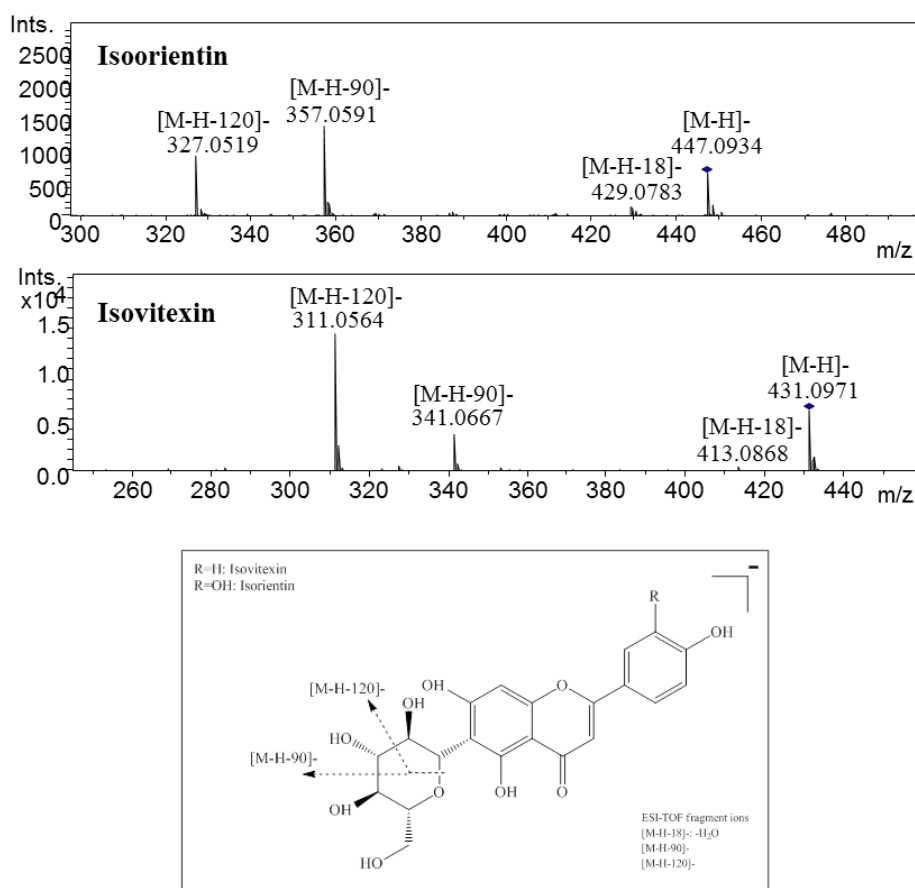 Ints.
2500
2000
1500
1000
500
0
Isoorientin
[M-H-120]-
327.0519
[M-H-90]-
357.0591
[M-H-18]-
429.0783
[M-H]-
447.0934
300 320 340 360 380 400 420 440 460 480
m/z
Ints.
x10⁴
1.5
1.0
0.5
0.0
Isovitexin
[M-H-120]-
311.0564
[M-H-90]-
341.0667
[M-H-18]-
413.0868
[M-H]-
431.0971
260 280 300 320 340 360 380 400 420 440
m/z
R=H: Isovitexin
R=OH: Isorientin
R
OH
O
[M-H-120]-
OH
OH
HO
[M-H-90]-
O
OH
OH
O
HO
ESI-TOF fragment ions
[M-H-18]-: -H₂O
[M-H-90]-
[M-H-120]-